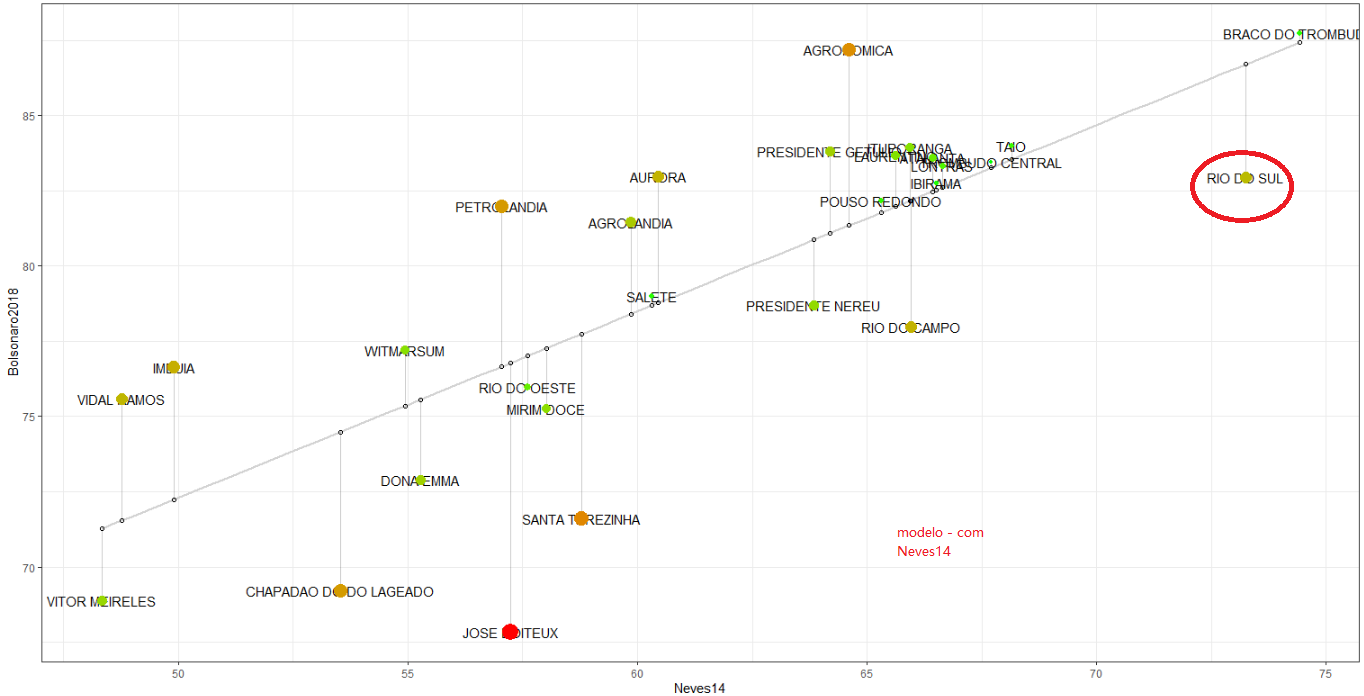 BRACO DO TROMBUD
AGRONOMICA
85
PRESIDENTE GETULIO
ITUPORANGA
LAURENTINO
ATALANTA
TAIO
TROMBUDO CENTRAL
LONTRAS
AURORA
RIO DO SUL
IBIRAMA
PETROLANDIA
POUSO REDONDO
AGROLANDIA
80
SALETE
PRESIDENTE NEREU
RIO DO CAMPO
Bolsonaro2018
WITMARSUM
IMBUIA
RIO DO OESTE
VIDAL RAMOS
MIRIM DOCE
75
DONA EMMA
SANTA TEREZINHA
modelo - com
Neves14
70
CHAPADAO DO DO LAGEADO
VITOR MEIRELES
JOSE BOITEUX
50
55
60
65
70
75
Neves14